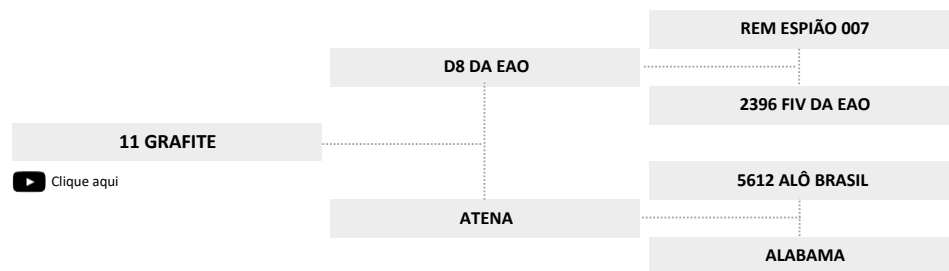 REM ESPIÃO 007
D8 DA EAO
2396 FIV DA EAO
11 GRAFITE
Clique aqui
5612 ALÔ BRASIL
ATENA
ALABAMA